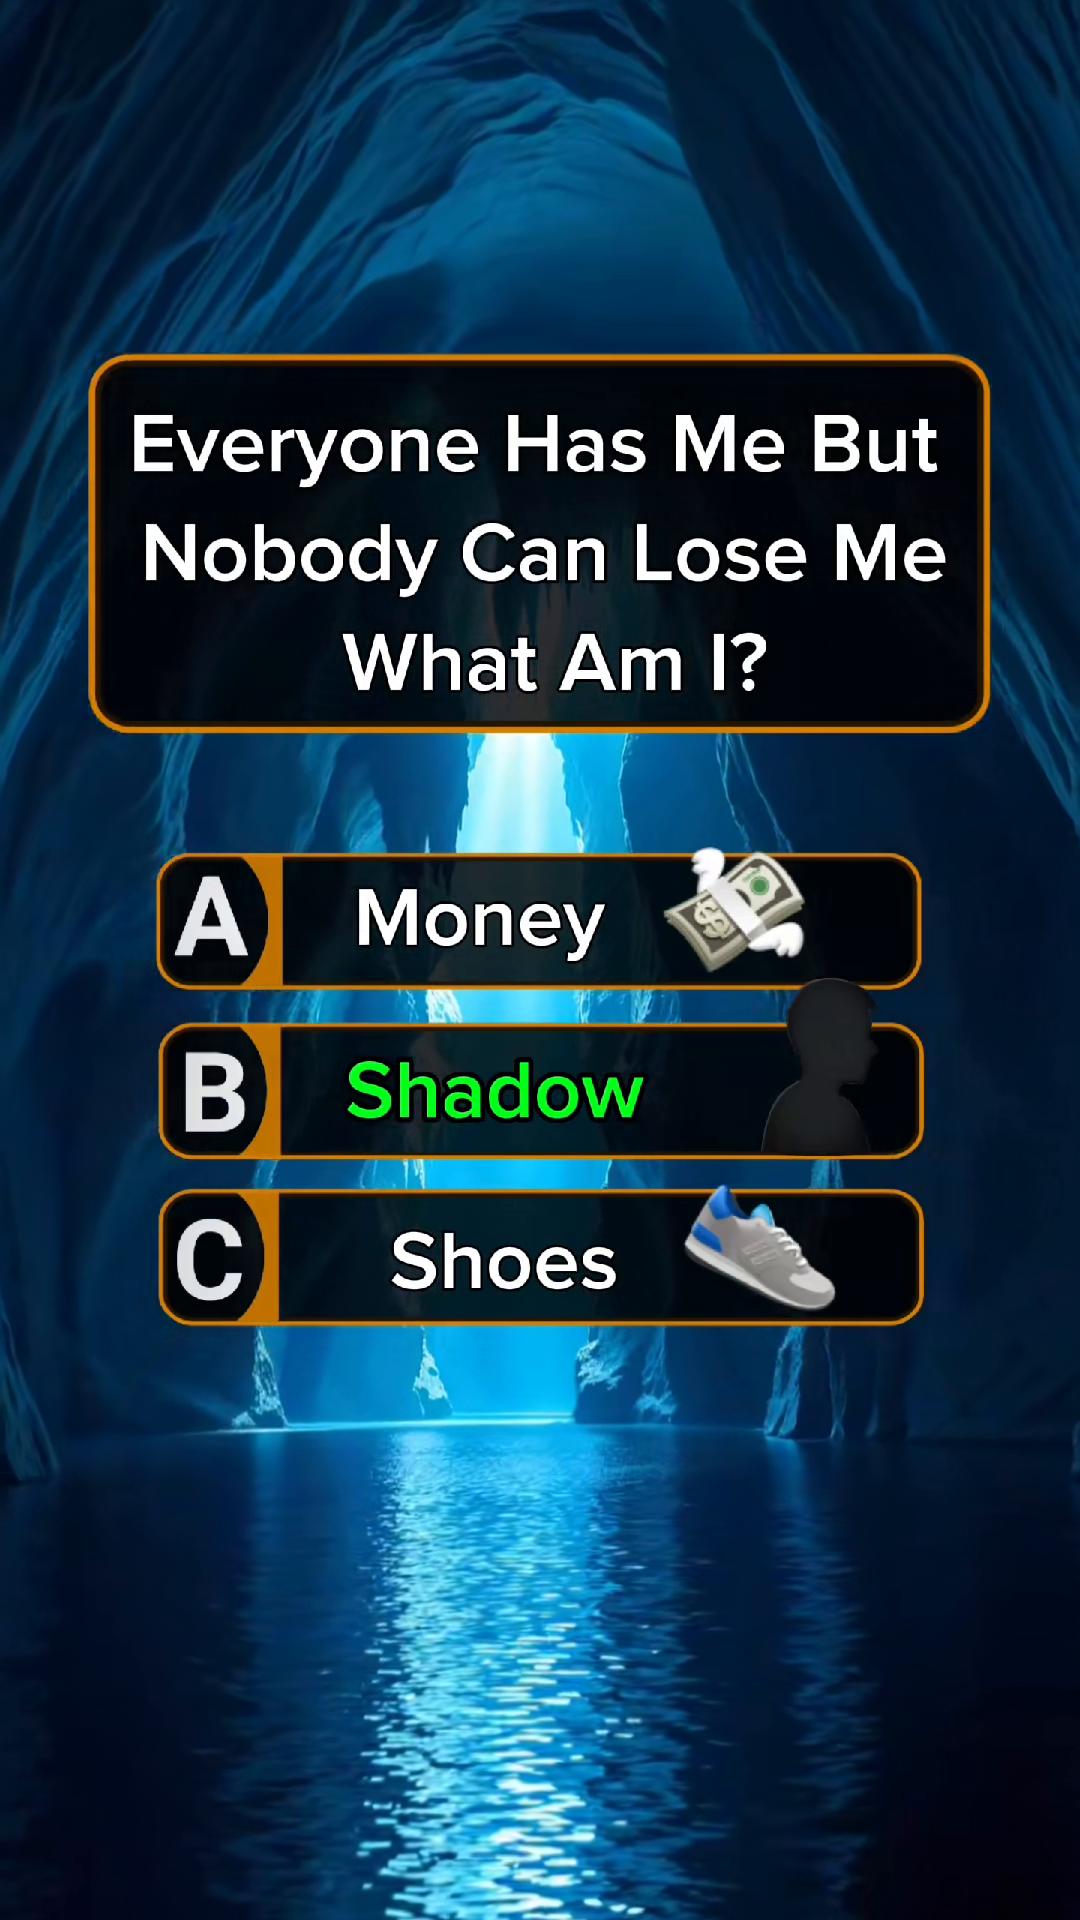 Everyone Has Me But
Nobody Can Lose Me
What Am I?
A Money
B Shadow
C Shoes